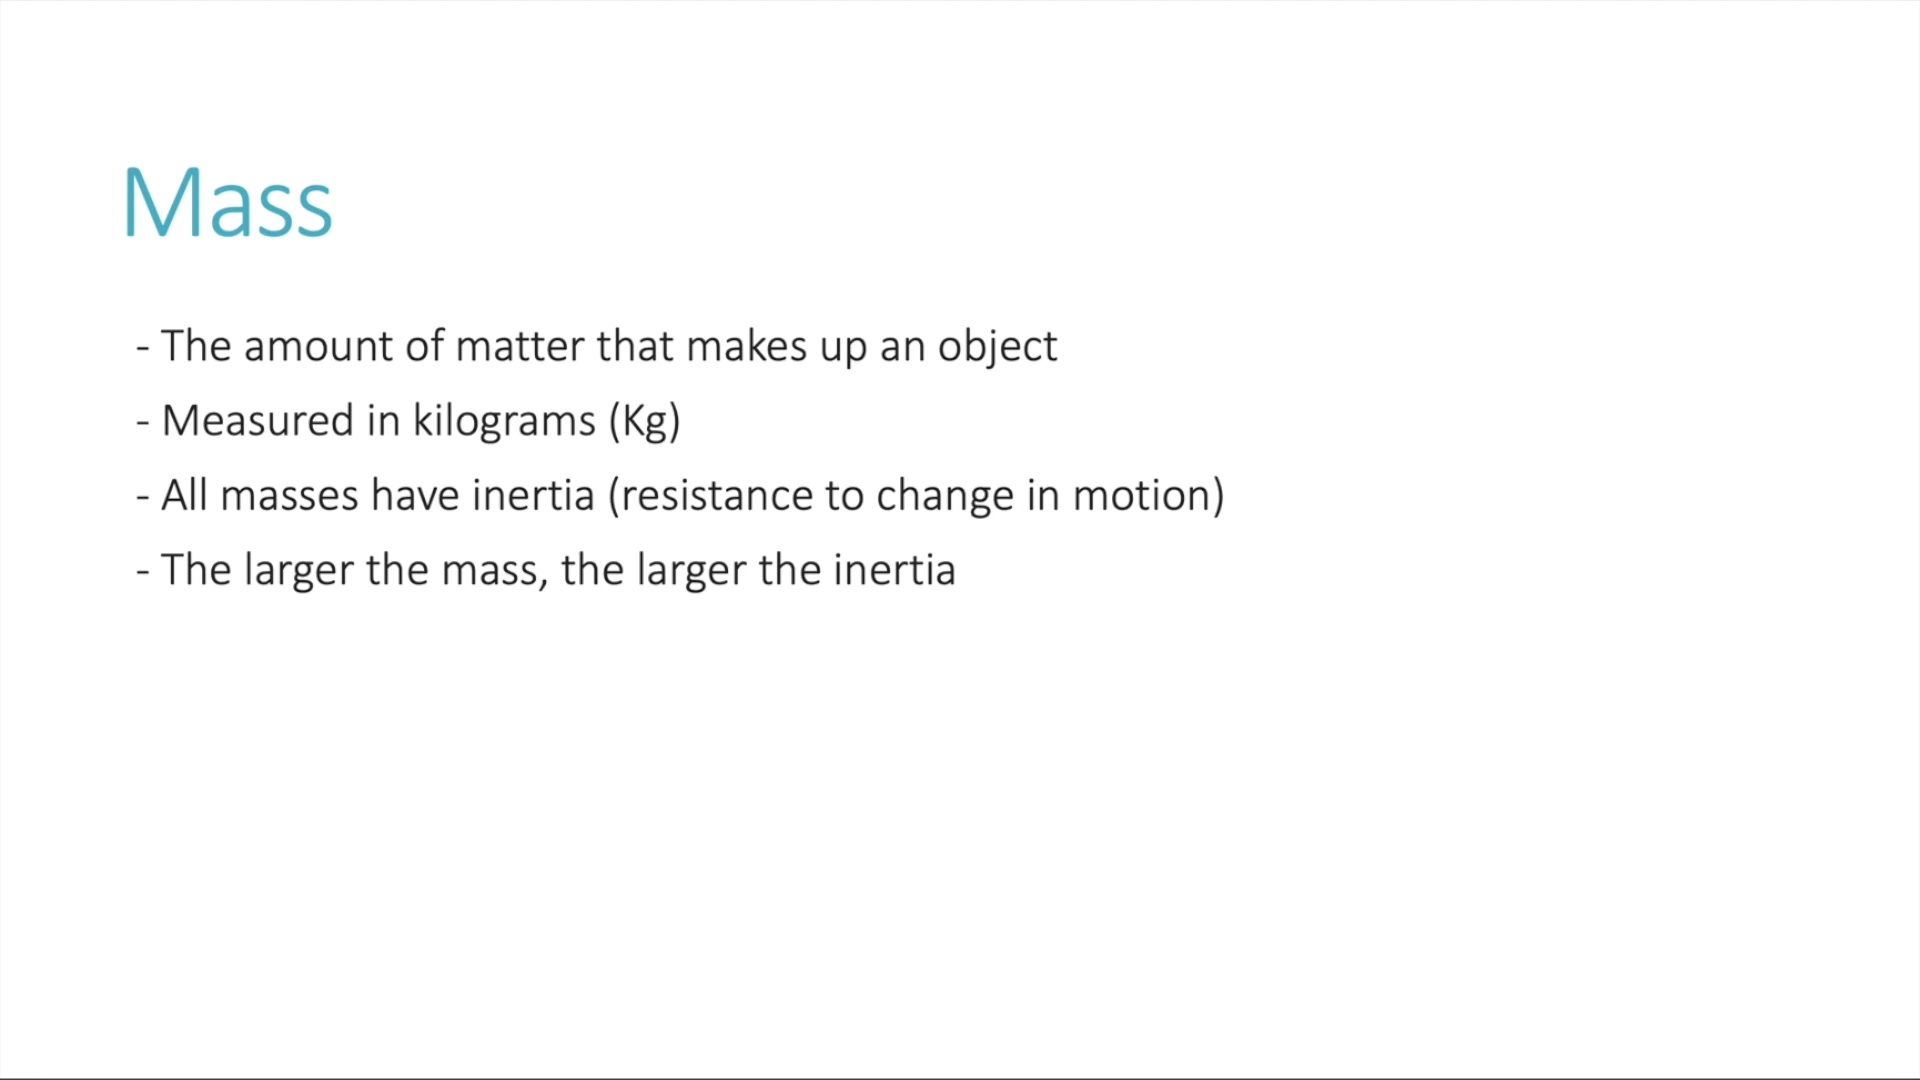 Mass
- The amount of matter that makes up an object
- Measured in kilograms (Kg)
- All masses have inertia (resistance to change in motion)
- The larger the mass, the larger the inertia